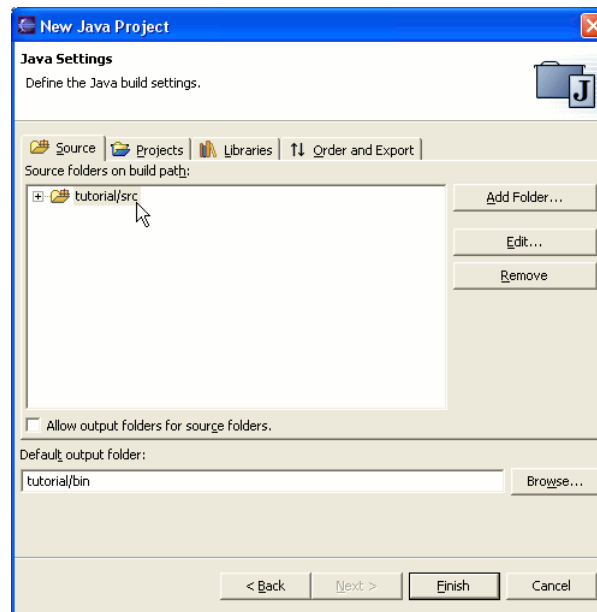 New Java Project
Java Settings
Define the Java build settings.
J
Source Projects Libraries Order and Export
Source folders on build path:
tutorial/src
Add Folder...
Edit...
Remove
Allow output folders for source folders.
Default output folder:
tutorial/bin
Browse...
< Back Next > Finish Cancel